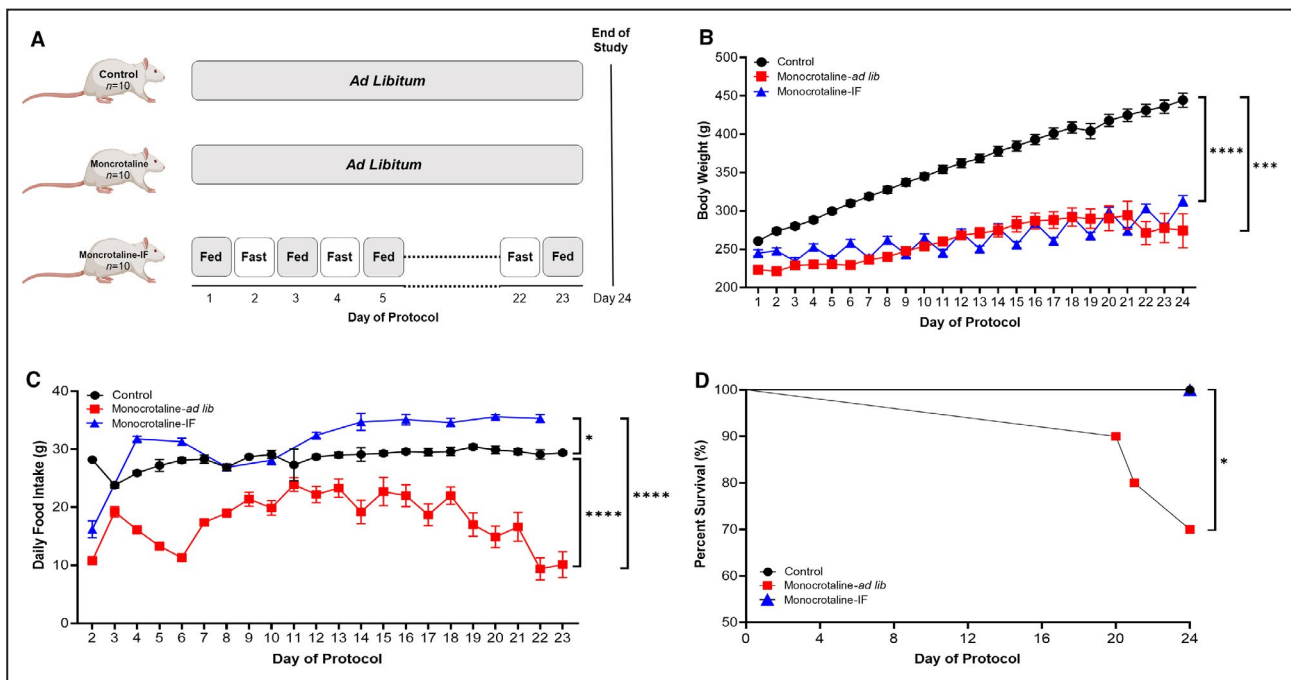 A
Control
n=10
Ad Libitum
End of
Study
Moncrotaline
n=10
Ad Libitum
Moncrotaline-IF
n=10
Fed Fast Fed Fast Fed Fast Fed
1 2 3 4 5 22 23 Day 24
Day of Protocol
B
Control
Monocrotaline-ad lib
Monocrotaline-IF
500
450
400
350
300
250
200
Body Weight (g)
**** ***
1 2 3 4 5 6 7 8 9 10 11 12 13 14 15 16 17 18 19 20 21 22 23 24
Day of Protocol
C
Control
Monocrotaline-ad lib
Monocrotaline-IF
40
30
20
10
0
Daily Food Intake (g)
*
****
****
2 3 4 5 6 7 8 9 10 11 12 13 14 15 16 17 18 19 20 21 22 23
Day of Protocol
D
100
90
80
70
60
50
Percent Survival (%)
*
Control
Monocrotaline-ad lib
Monocrotaline-IF
0 4 8 12 16 20 24
Day of Protocol